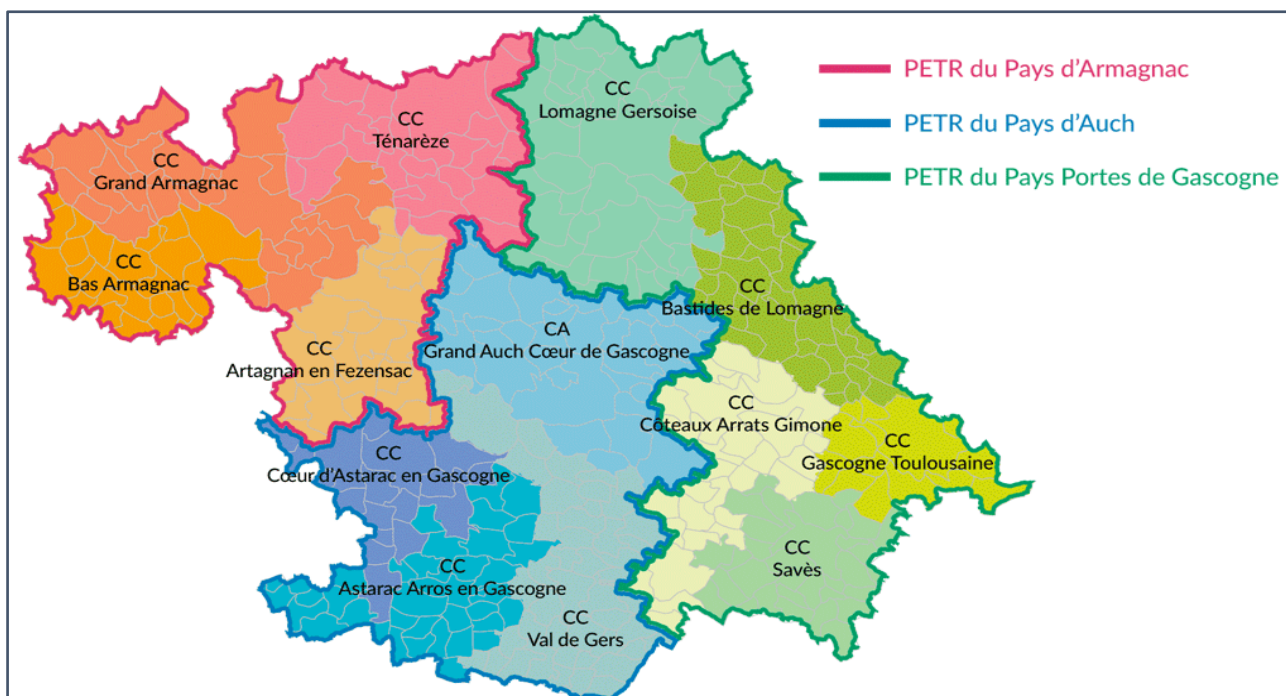 CC
Lomagne Gersoise
PETR du Pays d'Armagnac
PETR du Pays d'Auch
PETR du Pays Portes de Gascogne
CC
Ténarèze
CC
Grand Armagnac
CC
Bas Armagnac
CC
Bastides de Lomagne
CA
Grand Auch Cœur de Gascogne
CC
Artagnan en Fezensac
CC
Côteaux Arrats Gimone
CC
Gascogne Toulousaine
CC
Cœur d'Astarac en Gascogne
CC
Savès
CC
Astarac Arros en Gascogne
CC
Val de Gers